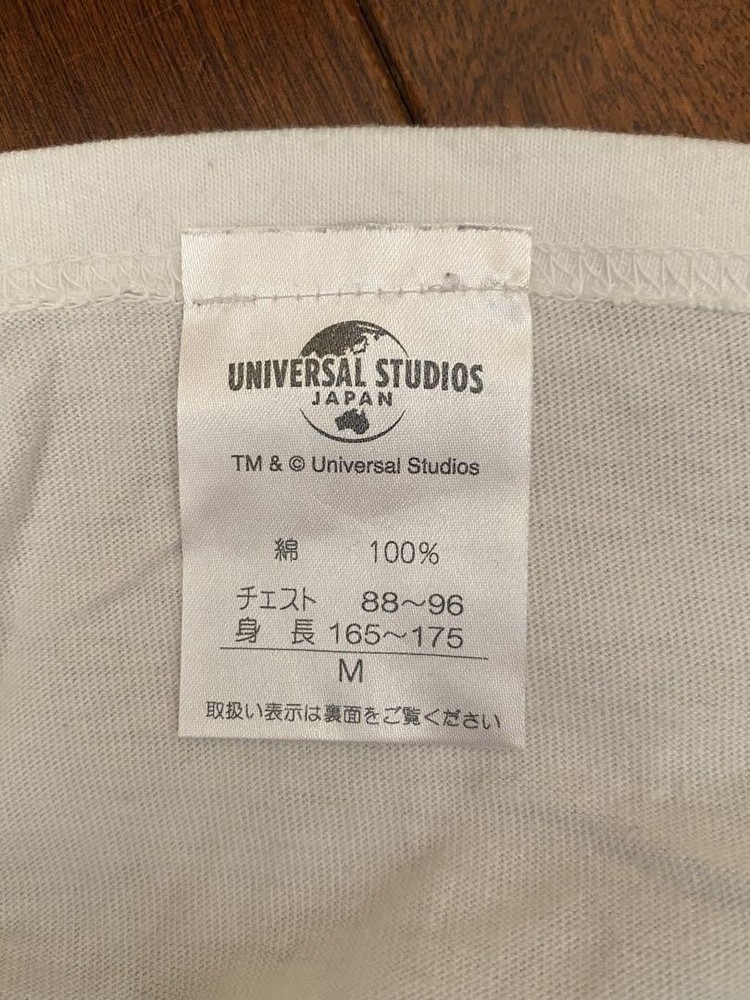 UNIVERSAL STUDIOS
JAPAN
TM & © Universal Studios
綿 100%
チェスト 88～96
身 長 165～175
M
取扱い表示は裏面をご覧ください